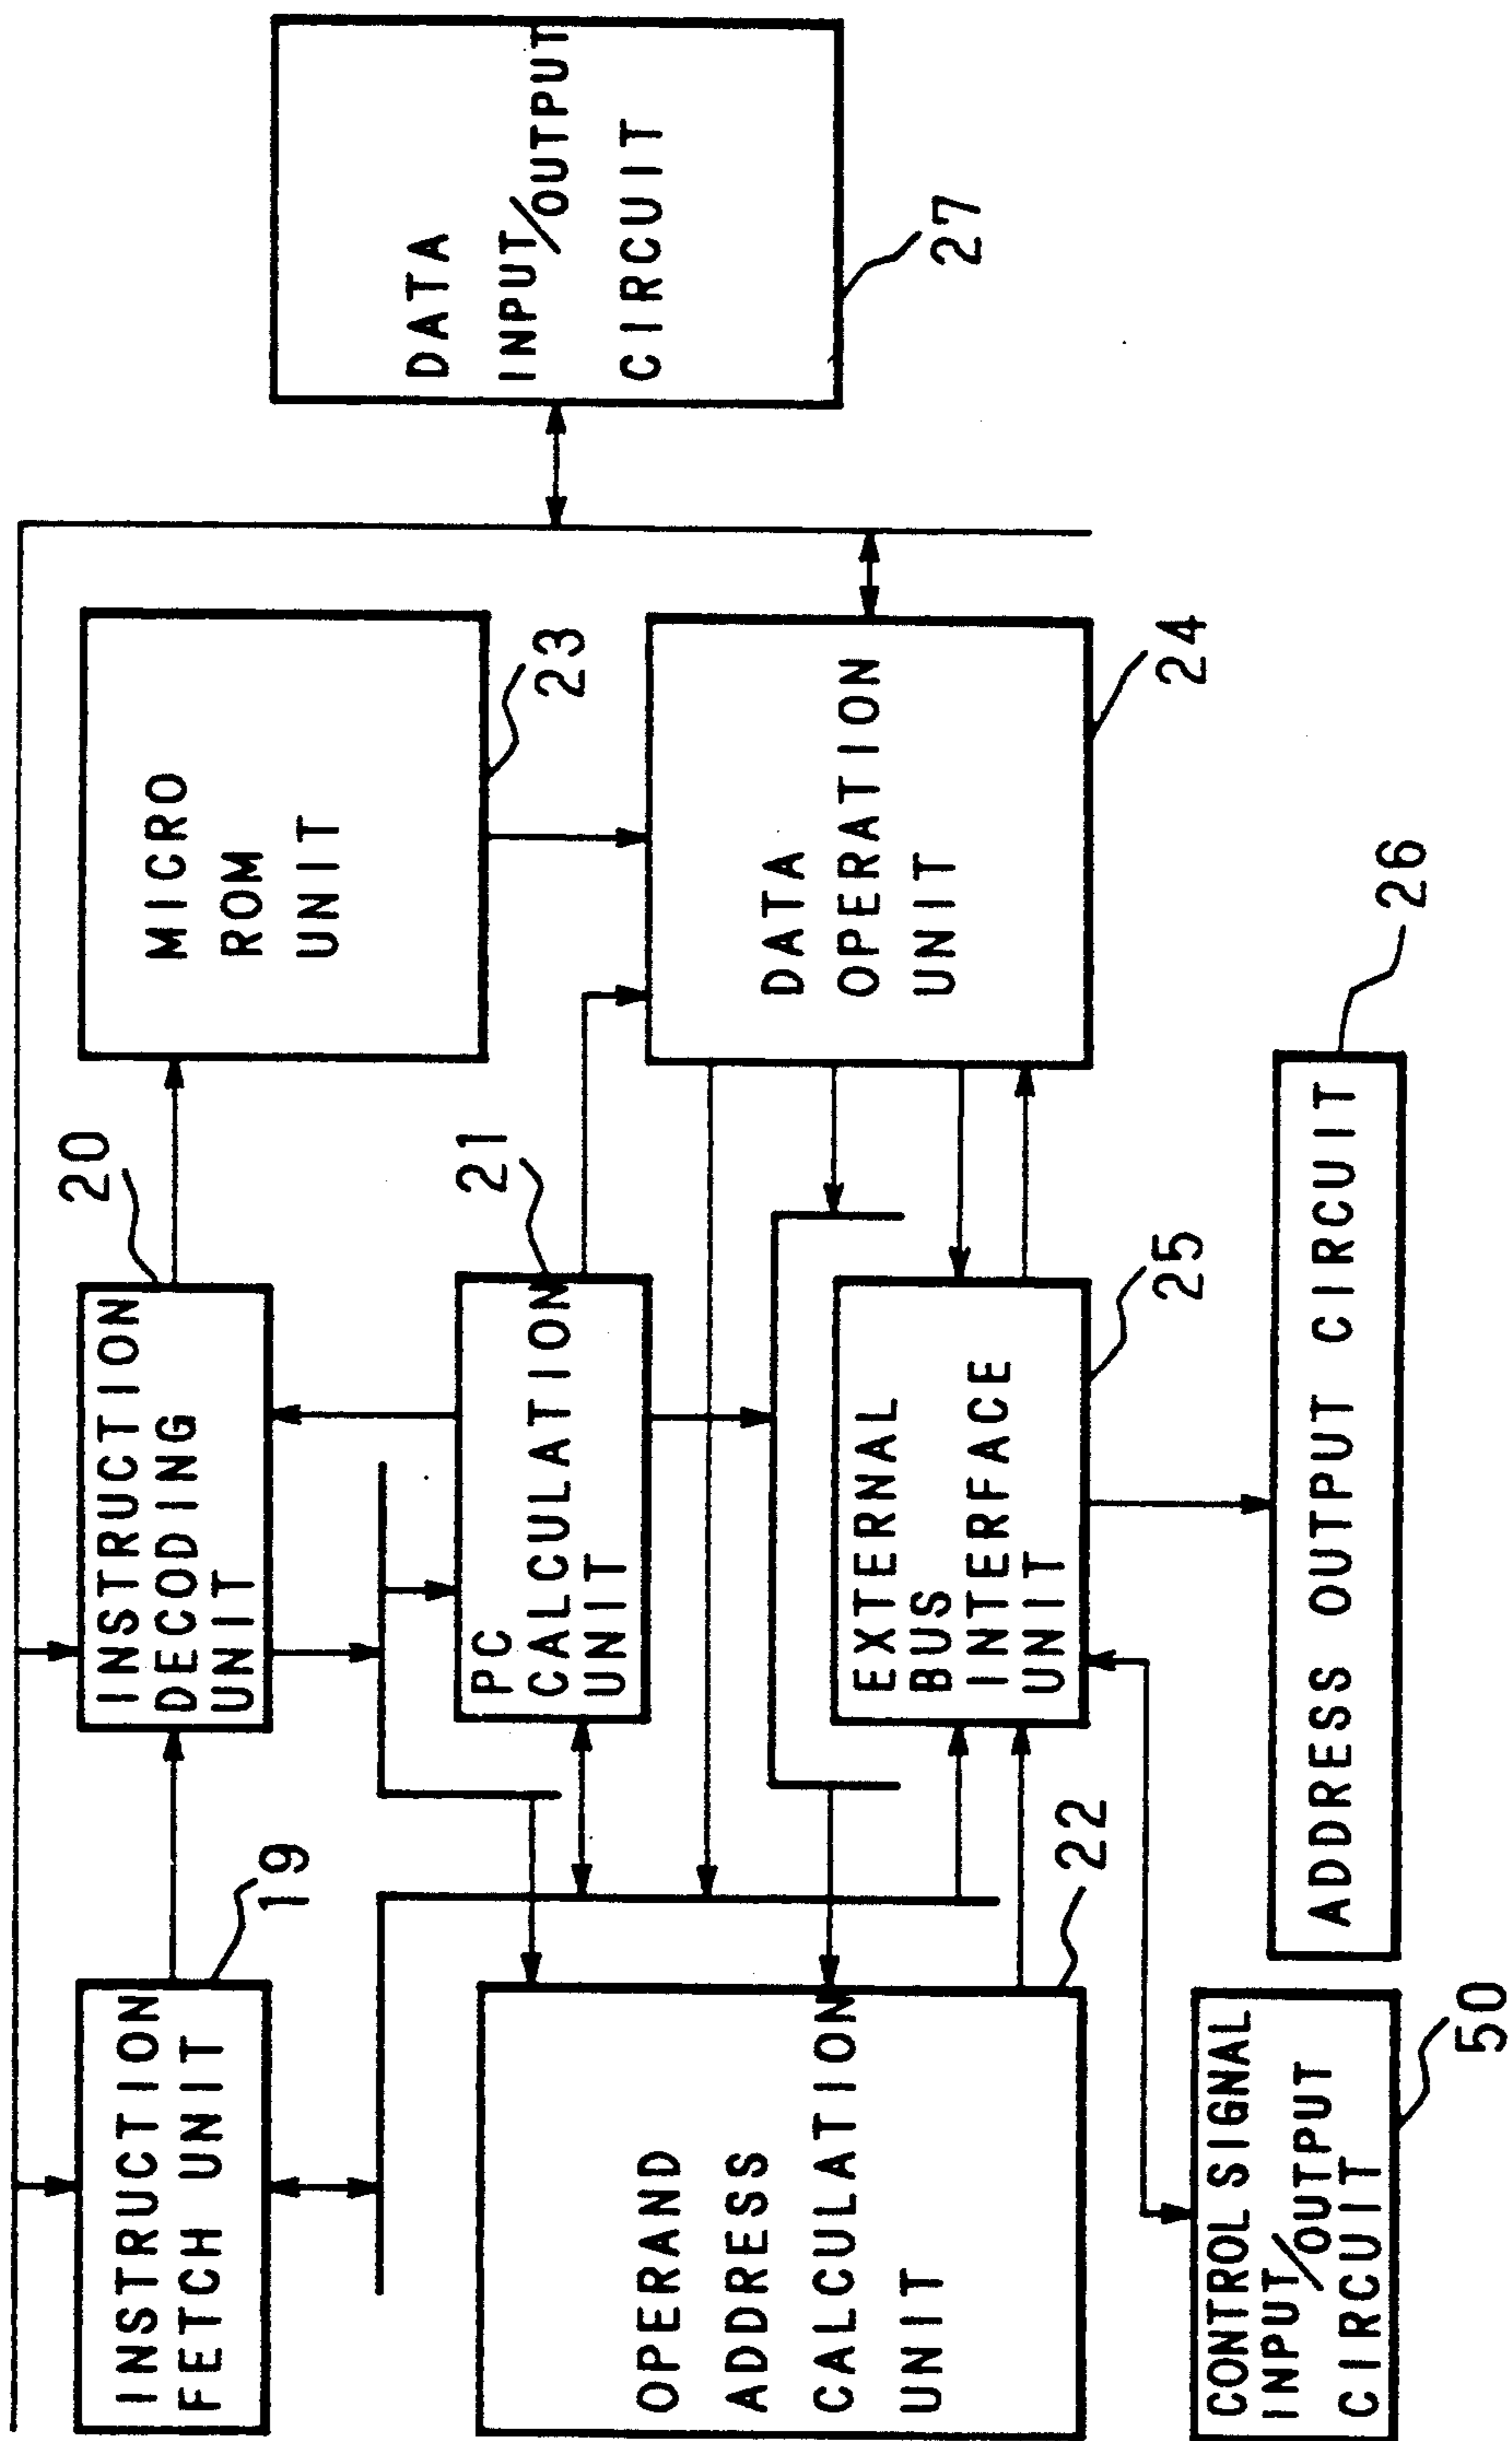 INSTRUCTION
FETCH UNIT
19
INSTRUCTION
DECODING
UNIT
20
MICRO
ROM
UNIT
23
DATA
INPUT/OUTPUT
CIRCUIT
27
PC
CALCULATION
UNIT
21
OPERAND
ADDRESS
CALCULATION
UNIT
22
EXTERNAL
BUS
INTERFACE
UNIT
25
DATA
OPERATION
UNIT
24
CONTROL SIGNAL
INPUT/OUTPUT
CIRCUIT
50
ADDRESS OUTPUT CIRCUIT
26